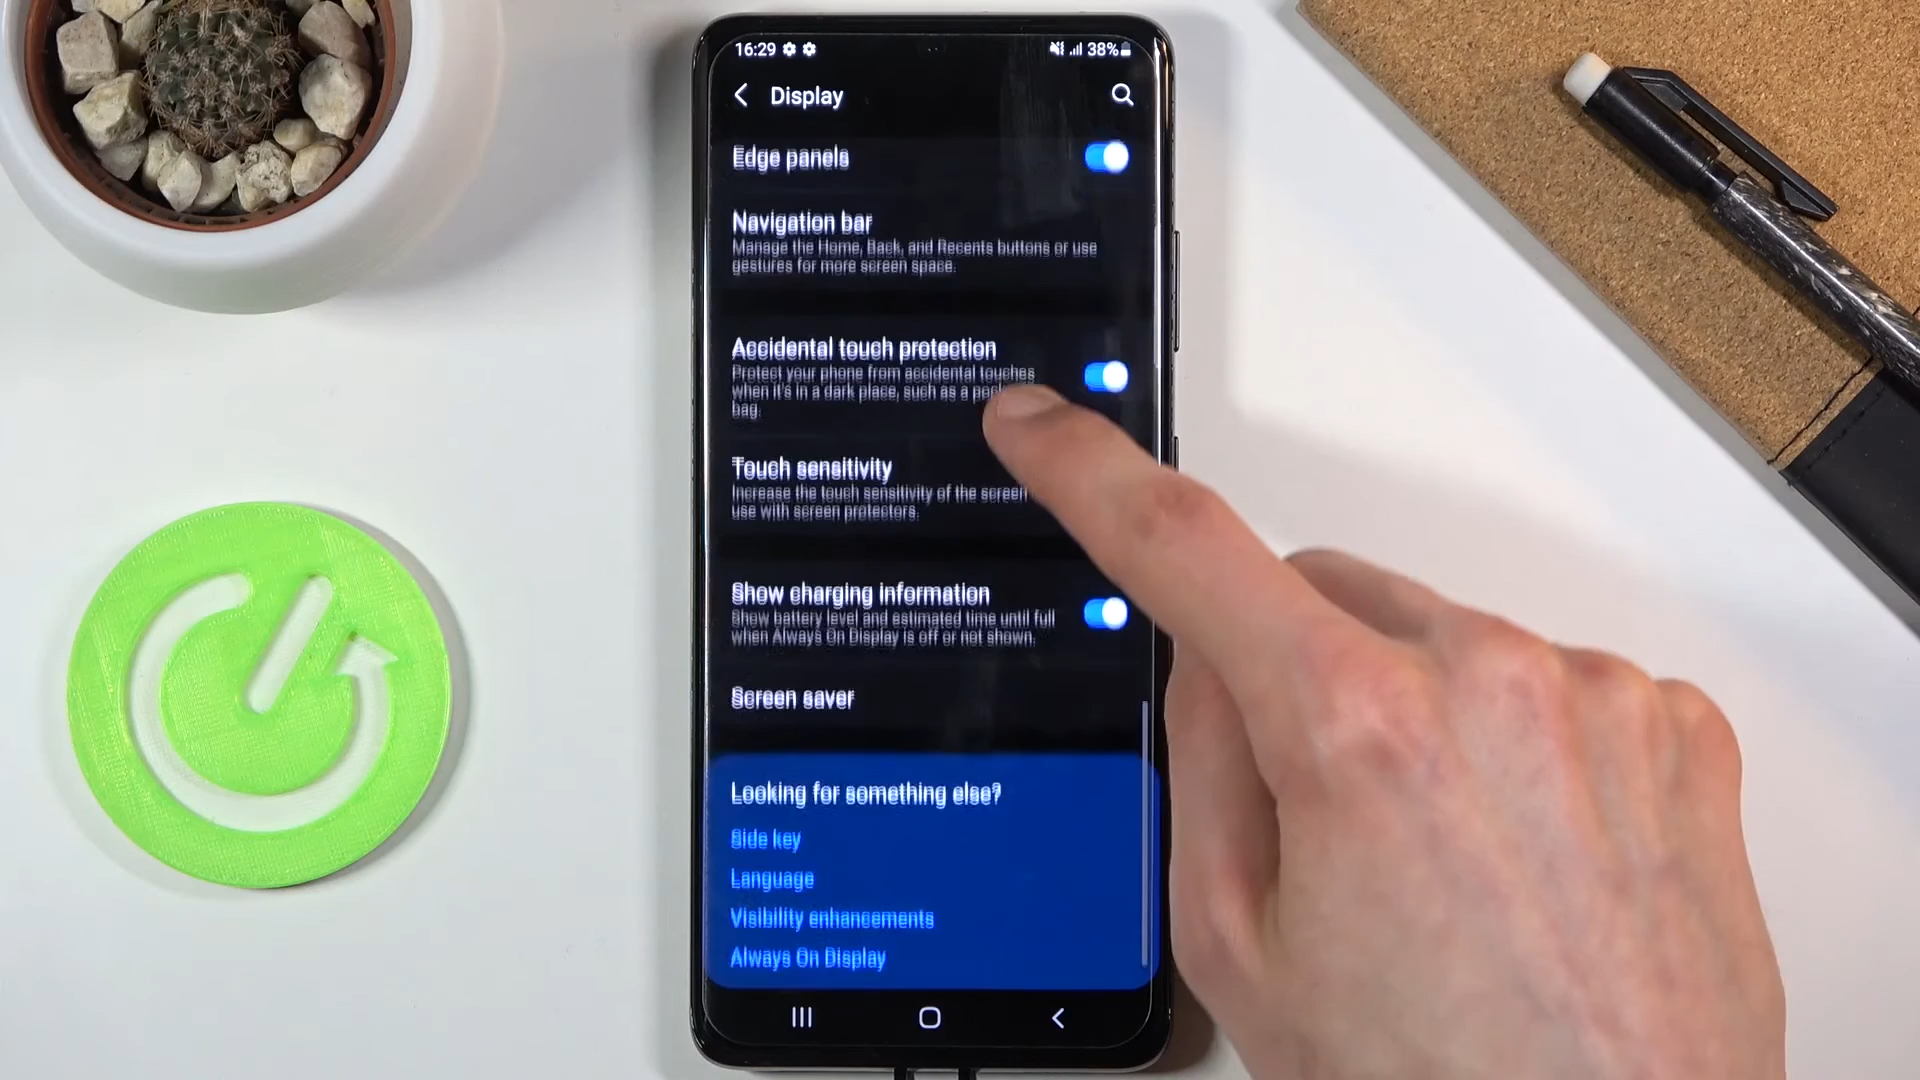 16:29
38%
Display
Edge panels
Navigation bar
Manage the Home, Back, and Recents buttons or use
gestures for more screen space.
Accidental touch protection
Protect your phone from accidental touches
when it's in a dark place, such as a
bag.
Touch sensitivity
Increase the touch sensitivity of the screen
use with screen protectors.
Show charging information
Show battery level and estimated time until full
when Always On Display is off or not shown.
Screen saver
Looking for something else?
Side key
Language
Visibility enhancements
Always On Display